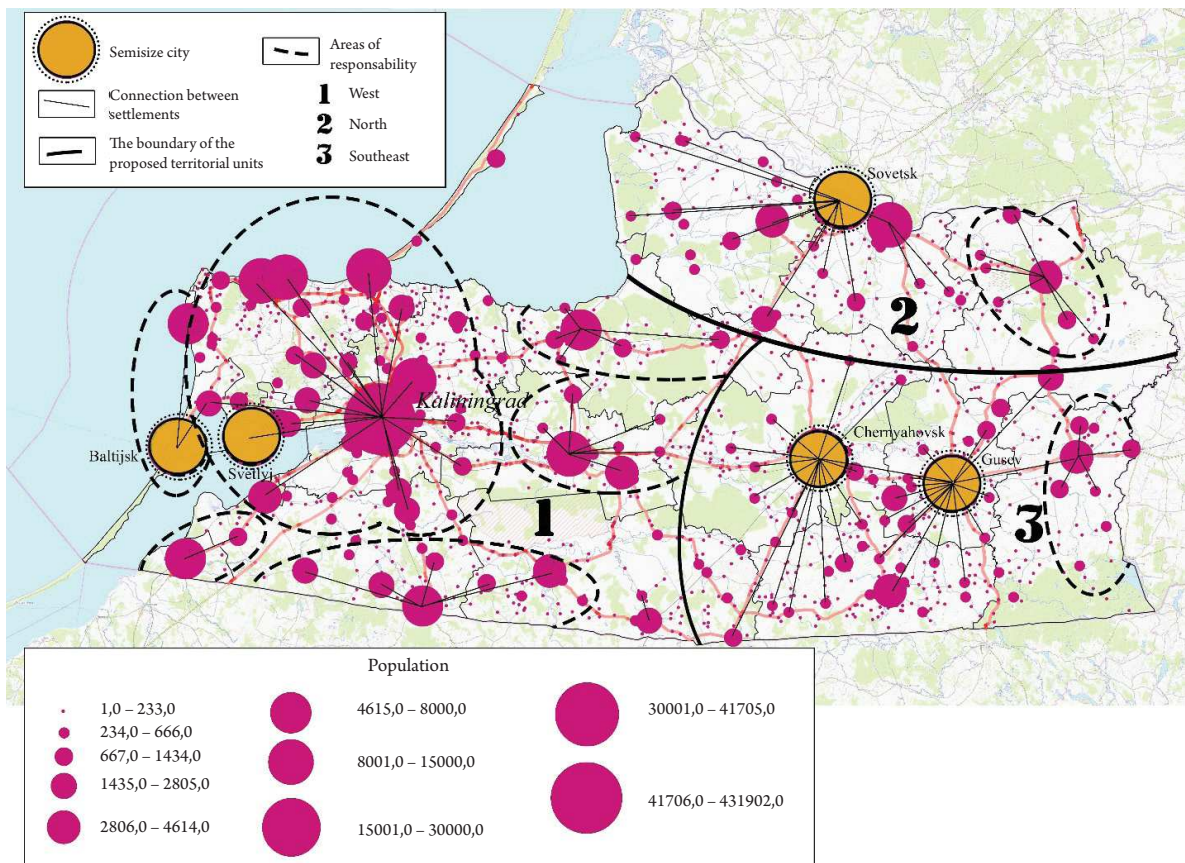 Semisize city
Connection between
settlements
The boundary of the
proposed territorial units
Areas of
responsability
1 West
2 North
3 Southeast
Sovetsk
2
Kaliningrad
Baltijsk
Svetlyj
Chernyahovsk
Gusev
1
3
Population
1,0 – 233,0
234,0 – 666,0
667,0 – 1434,0
1435,0 – 2805,0
2806,0 – 4614,0
4615,0 – 8000,0
8001,0 – 15000,0
15001,0 – 30000,0
30001,0 – 41705,0
41706,0 – 431902,0